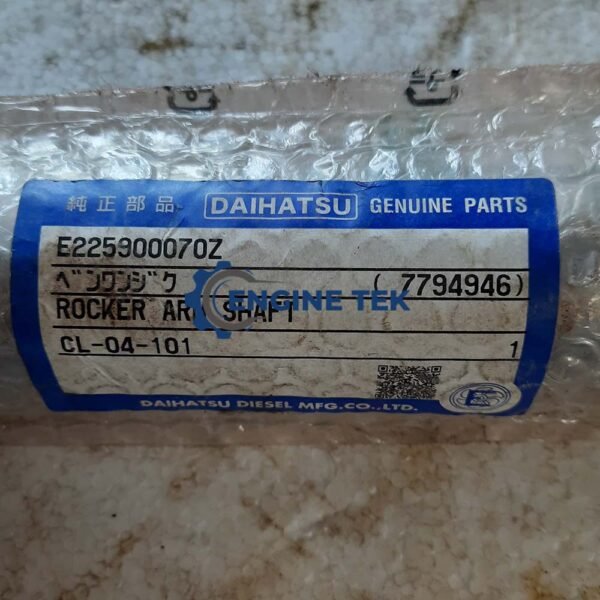 純正部品 DAIHATSU GENUINE PARTS
E225900070Z
ベンワンジク ( 7794946)
ROCKER ARM SHAFT
CL-04-101 1
DAIHATSU DIESEL MFG.CO.,LTD.
ENGINE TEK